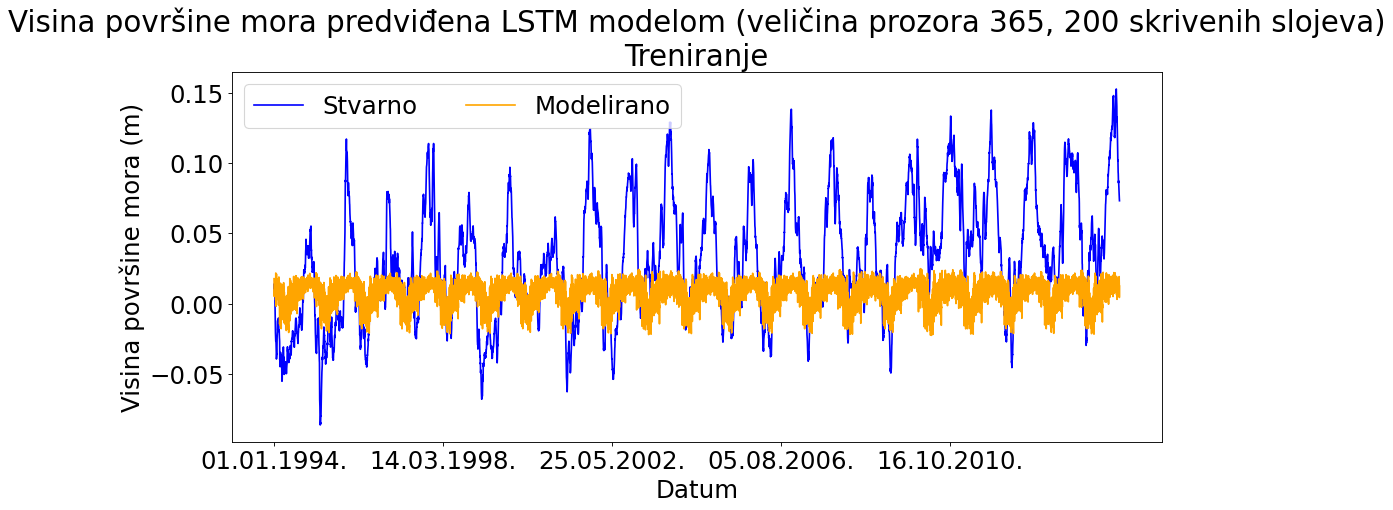 Visina površine mora predviđena LSTM modelom (veličina prozora 365, 200 skrivenih slojeva)
Treniranje
Stvarno
Modelirano
Visina površine mora (m)
0.15
0.10
0.05
0.00
−0.05
01.01.1994.
14.03.1998.
25.05.2002.
05.08.2006.
16.10.2010.
Datum